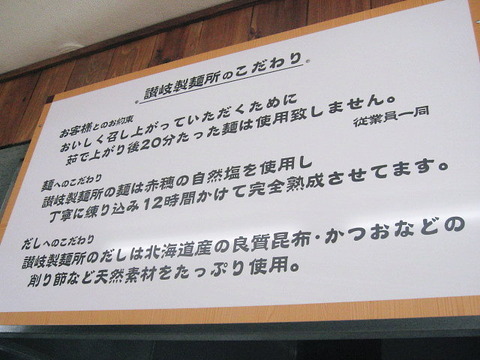 。讃岐製麺所のこだわり。
お客様とのお約束
おいしく召し上がっていただくために
茹で上がり後20分たった麺は使用致しません。
従業員一同
麺へのこだわり
讃岐製麺所の麺は赤穂の自然塩を使用し
丁寧に練り込み12時間かけて完全熟成させてます。
だしへのこだわり
讃岐製麺所のだしは北海道産の良質昆布・かつおなどの
削り節など天然素材をたっぷり使用。